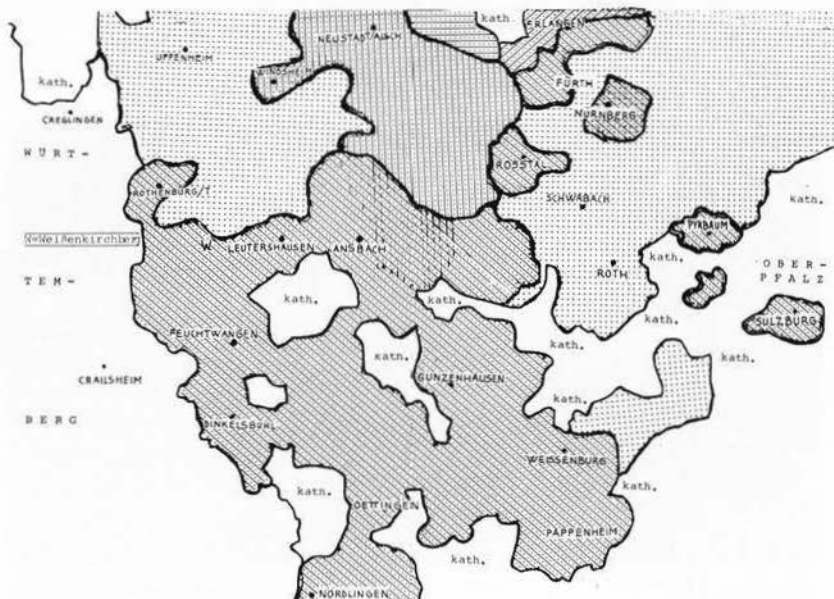 NEUSTADT/AISCH
kath.
ERLANGEN
UFFENHEIM
kath.
WINDSHEIM
FÜRTH
NÜRNBERG
CREGLINGEN
WÜRT-
ROSSTAL
ROTHENBURG/T
SCHWABACH
kath.
PYRBAUM
W=Weißenkirchberg
W.
LEUTERSHAUSEN
ANSBACH
kath.
ROTH
OBER-
PFALZ
TEM-
kath.
kath.
kath.
SULZBURG
FEUCHTWANGEN
kath.
kath.
kath.
CRAILSHEIM
GUNZENHAUSEN
kath.
BERG
DINKELSBÜHL
WEISSENBURG
kath.
kath.
OETTINGEN
PAPPENHEIM
kath.
NÖRDLINGEN